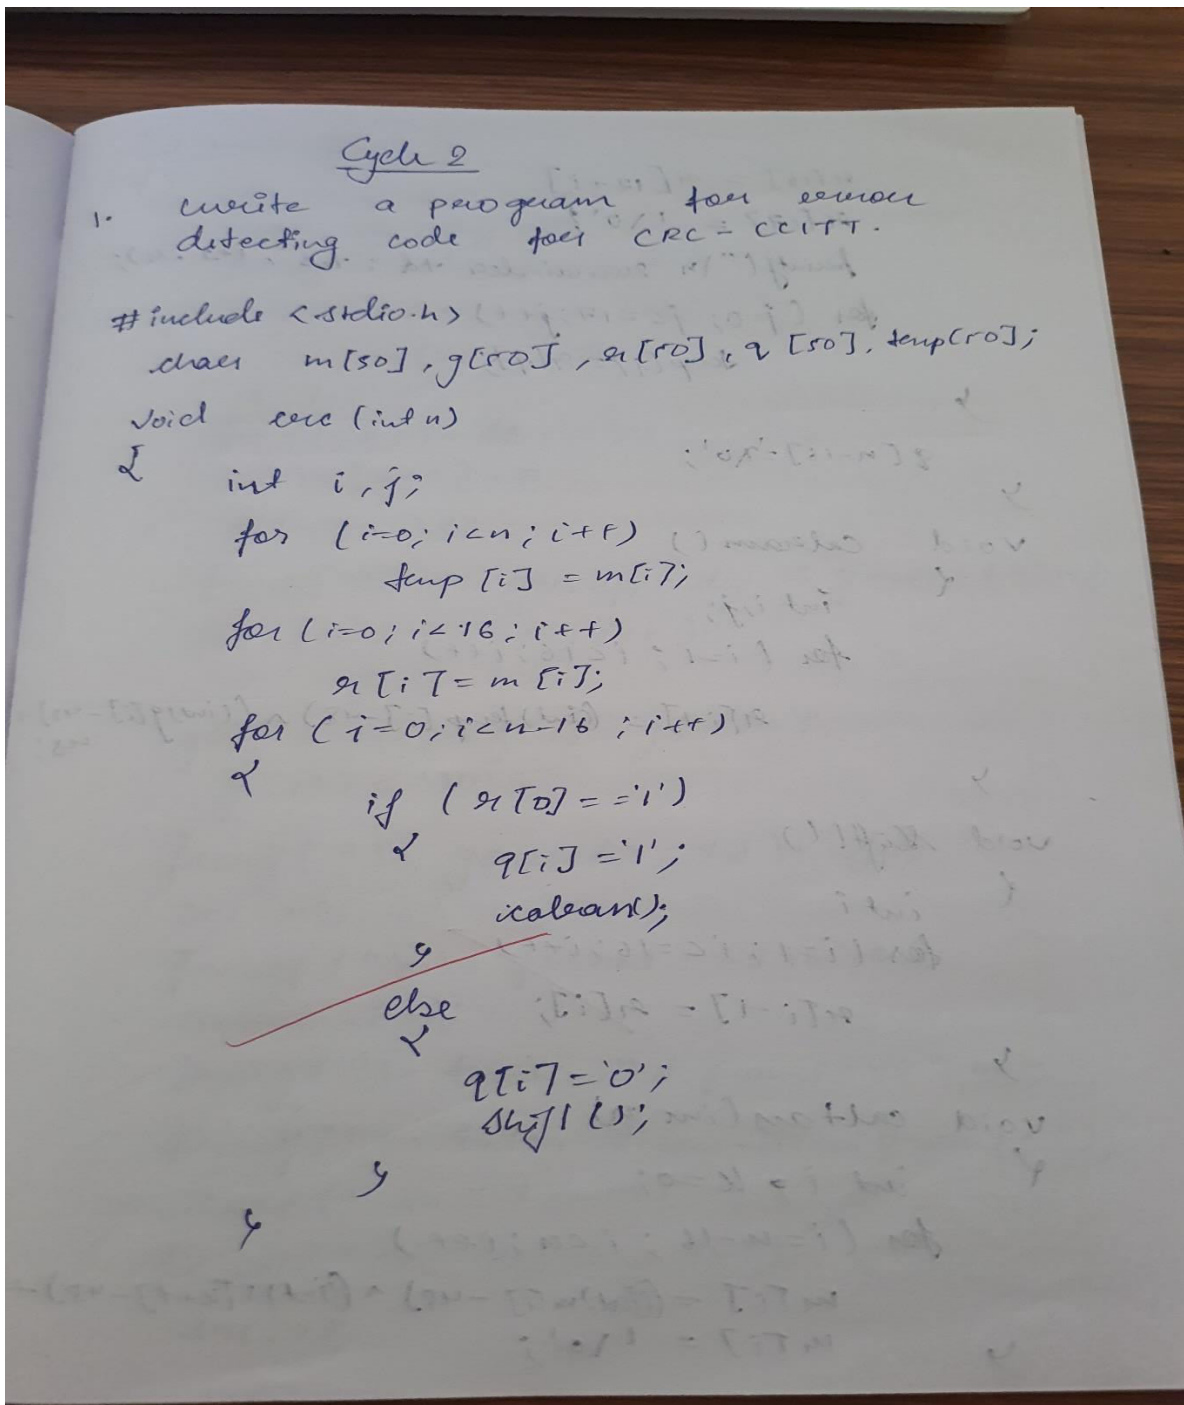 Cycle 2
1. write a program for error
detecting code for CRC - CCITT.
#include <stdio.h>
char m[50], g[50], r[50], q[50], temp[50];
void crc (int n)
{
int i, j;
for (i=0; i<n; i++)
temp [i] = m[i];
for (i=0; i<16; i++)
r[i] = m[i];
for (i=0; i<n-16; i++)
{
if (r[0]=='1')
{
q[i]='1';
}
else
{
q[i]='0';
shiftl();
}
}